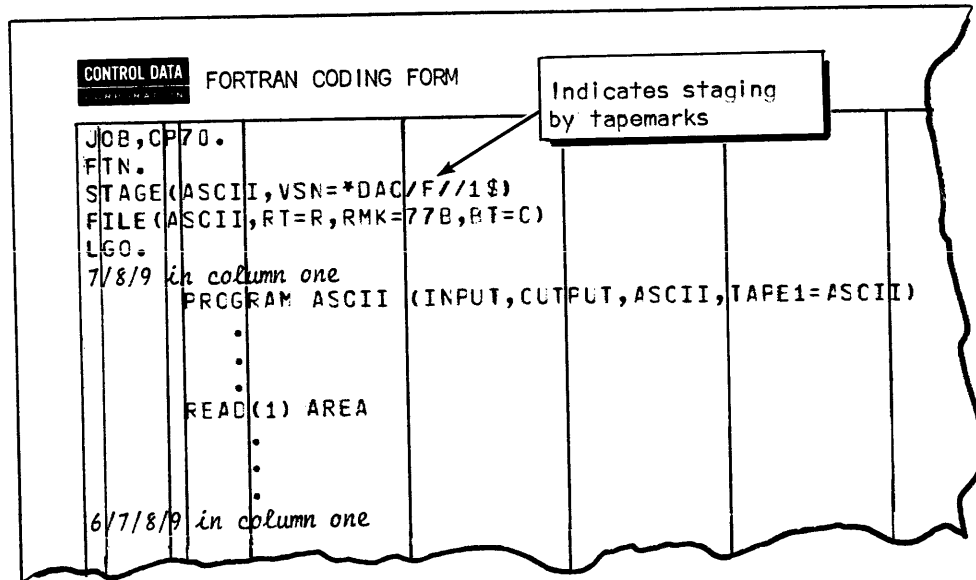 CONTROL DATA
CORPORATION
FORTRAN CODING FORM
Indicates staging
by tapemarks
JOB,CP70.
FTN.
STAGE(ASCII,VSN=*DAC/F//1$)
FILE(ASCII,RT=R,RMK=77B,BT=C)
LGO.
7/8/9 in column one
PROGRAM ASCII (INPUT,OUTPUT,ASCII,TAPE1=ASCII)
.
.
.
READ(1) AREA
.
.
.
6/7/8/9 in column one